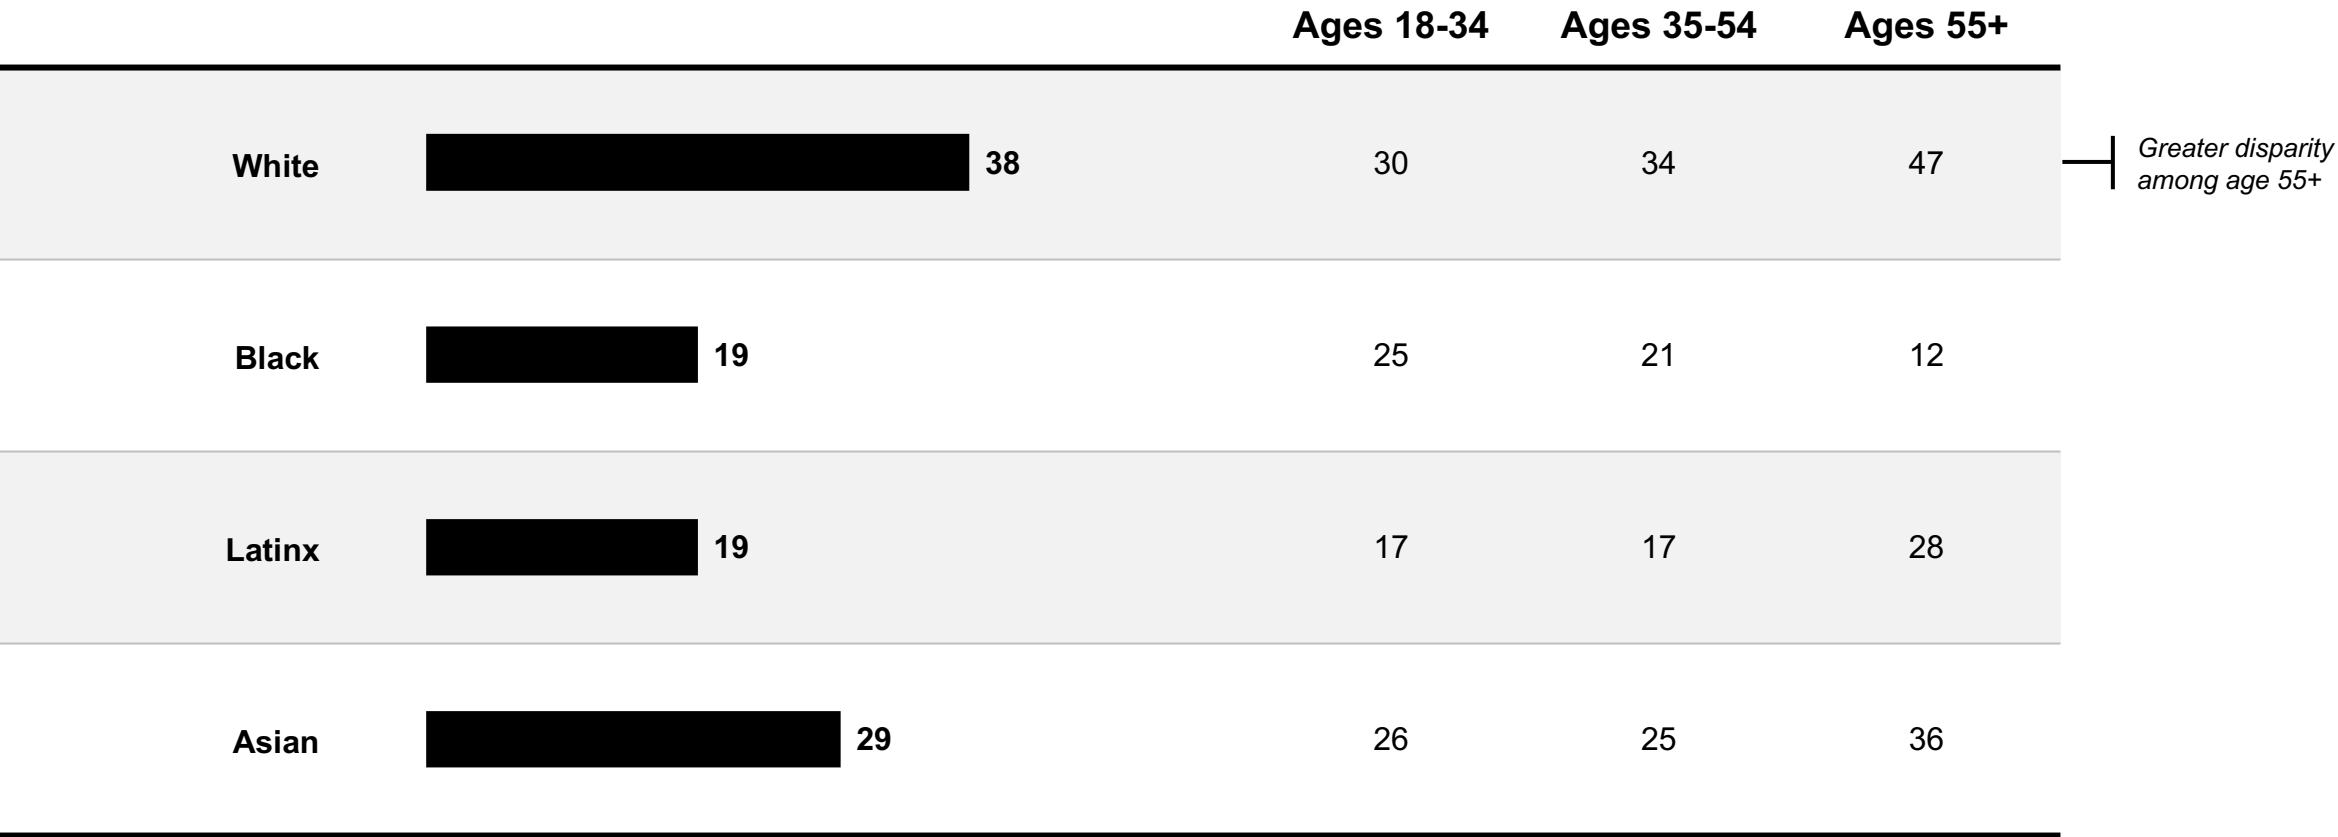 Ages 18-34 Ages 35-54 Ages 55+
White 38 30 34 47
Greater disparity
among age 55+
Black 19 25 21 12
Latinx 19 17 17 28
Asian 29 26 25 36